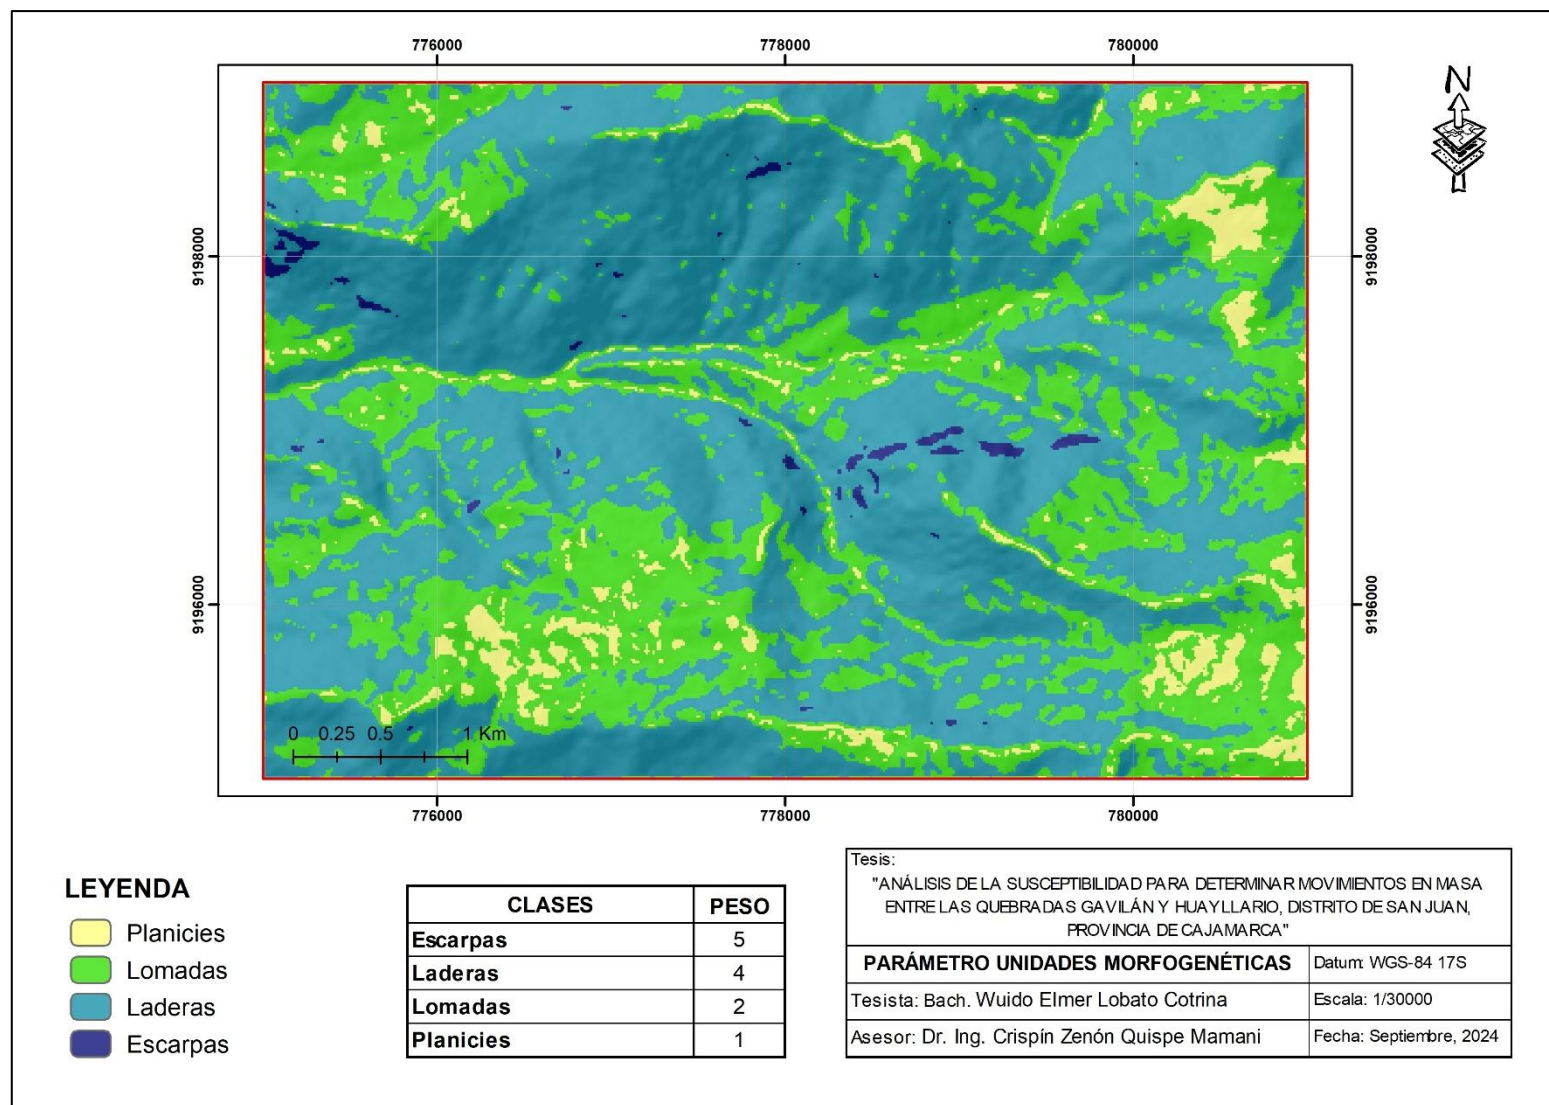 776000
778000
780000
N
9198000
9198000
9196000
9196000
0 0.25 0.5 1 Km
776000
778000
780000
LEYENDA
Planicies
Lomadas
Laderas
Escarpas
CLASES PESO
Escarpas 5
Laderas 4
Lomadas 2
Planicies 1
Tesis:
"ANÁLISIS DE LA SUSCEPTIBILIDAD PARA DETERMINAR MOVIMIENTOS EN MASA
ENTRE LAS QUEBRADAS GAVILÁN Y HUAYLLARIO, DISTRITO DE SAN JUAN,
PROVINCIA DE CAJAMARCA"
PARÁMETRO UNIDADES MORFOGENÉTICAS Datum: WGS-84 17S
Tesista: Bach. Wuido Elmer Lobato Cotrina Escala: 1/30000
Asesor: Dr. Ing. Crispín Zenón Quispe Mamani Fecha: Septiembre, 2024